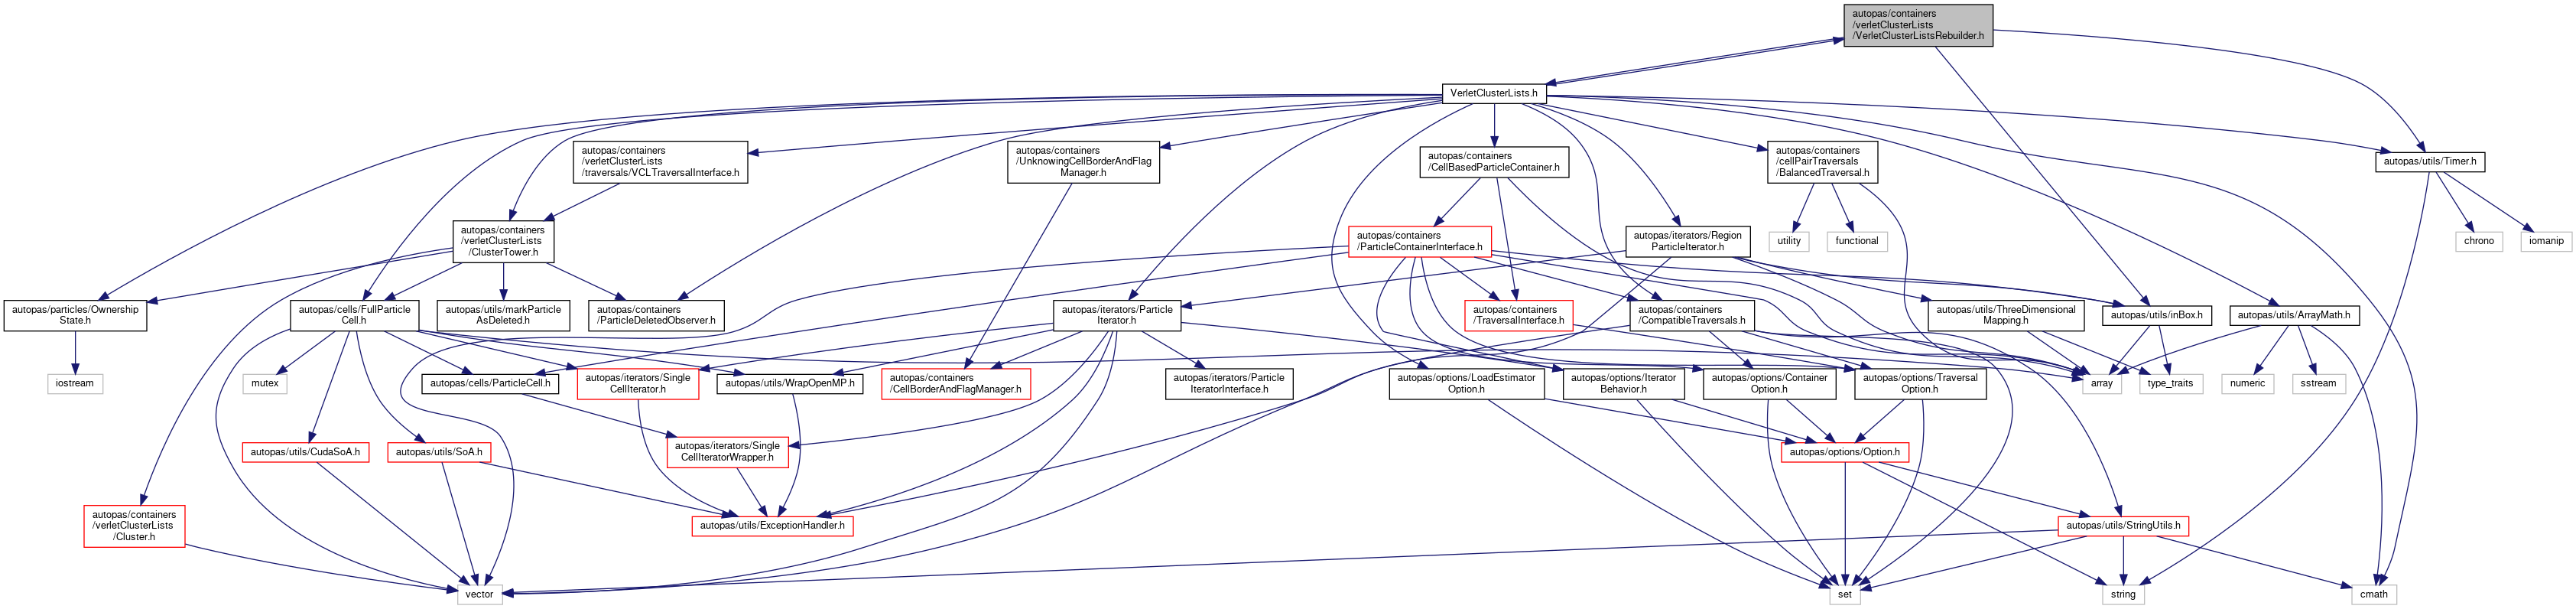 autopas/containers
/verletClusterLists
/VerletClusterListsRebuilder.h
VerletClusterLists.h
autopas/containers
/verletClusterLists
/traversals/VCLTraversalInterface.h
autopas/containers
/UnknowingCellBorderAndFlag
Manager.h
autopas/containers
/CellBasedParticleContainer.h
autopas/containers
/cellPairTraversals
/BalancedTraversal.h
autopas/utils/Timer.h
autopas/containers
/verletClusterLists
/ClusterTower.h
autopas/containers
/ParticleContainerInterface.h
autopas/iterators/Region
ParticleIterator.h
utility
functional
chrono
iomanip
autopas/particles/Ownership
State.h
autopas/cells/FullParticle
Cell.h
autopas/utils/markParticle
AsDeleted.h
autopas/containers
/ParticleDeletedObserver.h
autopas/iterators/Particle
Iterator.h
autopas/containers
/TraversalInterface.h
autopas/containers
/CompatibleTraversals.h
autopas/utils/ThreeDimensional
Mapping.h
autopas/utils/inBox.h
autopas/utils/ArrayMath.h
iostream
mutex
autopas/cells/ParticleCell.h
autopas/iterators/Single
CellIterator.h
autopas/utils/WrapOpenMP.h
autopas/containers
/CellBorderAndFlagManager.h
autopas/iterators/Particle
IteratorInterface.h
autopas/options/LoadEstimator
Option.h
autopas/options/Iterator
Behavior.h
autopas/options/Container
Option.h
autopas/options/Traversal
Option.h
array
type_traits
numeric
sstream
autopas/utils/CudaSoA.h
autopas/utils/SoA.h
autopas/iterators/Single
CellIteratorWrapper.h
autopas/options/Option.h
autopas/containers
/verletClusterLists
/Cluster.h
autopas/utils/ExceptionHandler.h
autopas/utils/StringUtils.h
vector
set
string
cmath